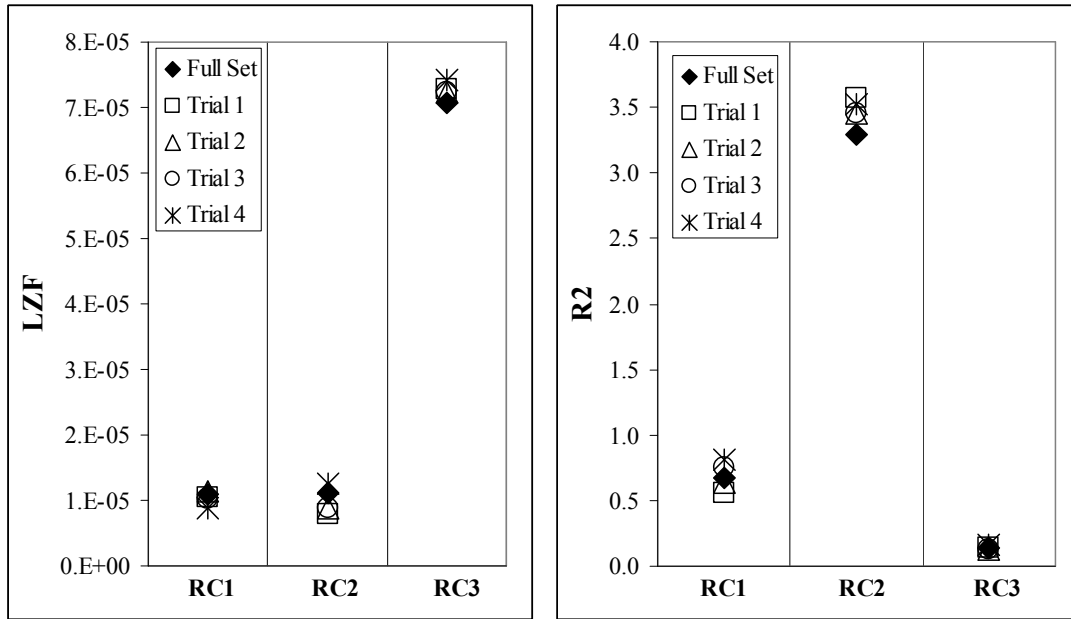 8.E-05
7.E-05
6.E-05
5.E-05
4.E-05
3.E-05
2.E-05
1.E-05
0.E+00
LZF
Full Set
Trial 1
Trial 2
Trial 3
Trial 4
RC1 RC2 RC3
4.0
3.5
3.0
2.5
2.0
1.5
1.0
0.5
0.0
R2
Full Set
Trial 1
Trial 2
Trial 3
Trial 4
RC1 RC2 RC3